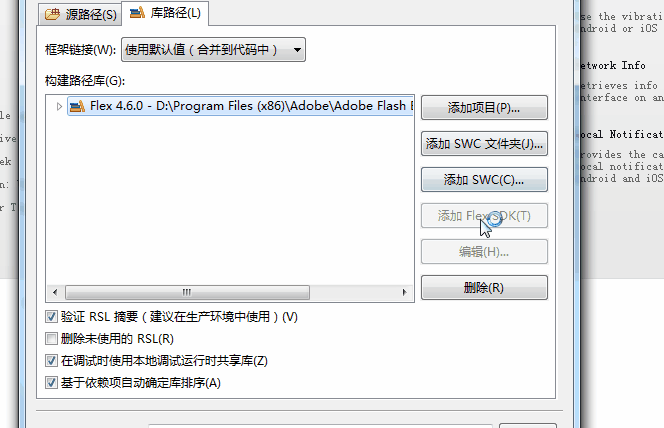 源路径(S)
库路径(L)
框架链接(W):
使用默认值（合并到代码中）
构建路径库(G):
Flex 4.6.0 - D:\Program Files (x86)\Adobe\Adobe Flash
添加项目(P)...
添加 SWC 文件夹(J)...
添加 SWC(C)...
添加 Flex SDK(T)
编辑(H)...
删除(R)
验证 RSL 摘要（建议在生产环境中使用）(V)
删除未使用的 RSL(R)
在调试时使用本地调试运行时共享库(Z)
基于依赖项自动确定库排序(A)
se the vibrati
ndroid or iOS
etwork Info
etrieves info
nterface on an
ocal Notificat
rovides the ca
ocal notificat
ndroid and iOS
le
ive
ek
n:
r T